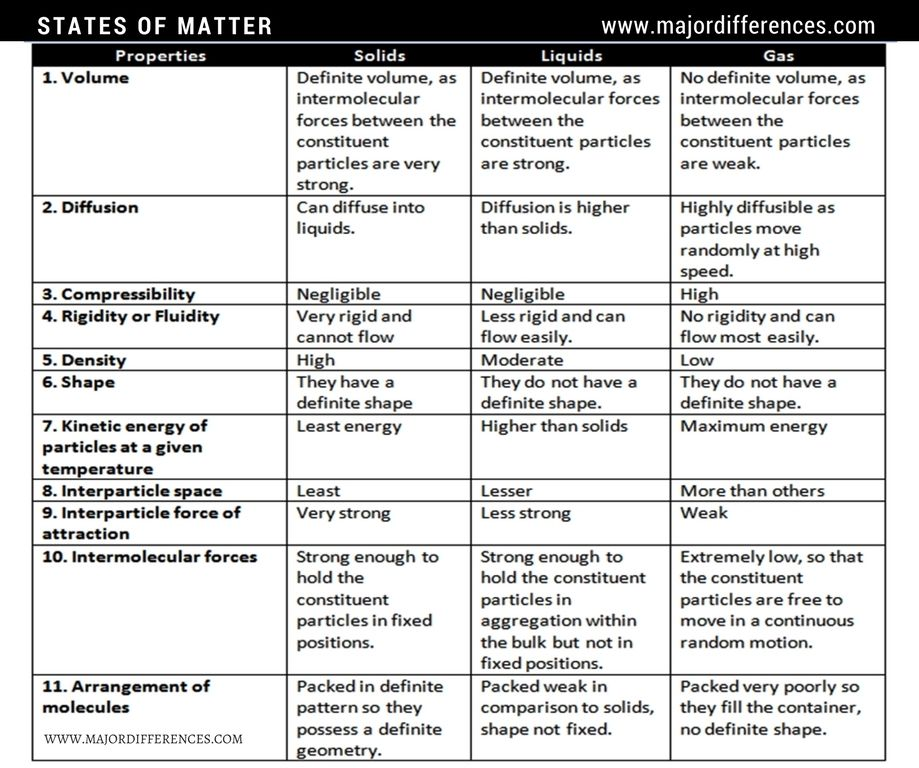 STATES OF MATTER
www.majordifferences.com
Properties Solids Liquids Gas
1. Volume
Definite volume, as
intermolecular
forces between the
constituent
particles are very
strong.
Definite volume, as
intermolecular forces
between the
constituent particles
are strong.
No definite volume, as
intermolecular forces
between the
constituent particles
are weak.
2. Diffusion
Can diffuse into
liquids.
Diffusion is higher
than solids.
Highly diffusible as
particles move
randomly at high
speed.
3. Compressibility
Negligible
Negligible
High
4. Rigidity or Fluidity
Very rigid and
cannot flow
Less rigid and can
flow easily.
No rigidity and can
flow most easily.
5. Density
High
Moderate
Low
6. Shape
They have a
definite shape
They do not have a
definite shape.
They do not have a
definite shape.
7. Kinetic energy of
particles at a given
temperature
Least energy
Higher than solids
Maximum energy
8. Interparticle space
Least
Lesser
More than others
9. Interparticle force of
attraction
Very strong
Less strong
Weak
10. Intermolecular forces
Strong enough to
hold the
constituent
particles in fixed
positions.
Strong enough to
hold the constituent
particles in
aggregation within
the bulk but not in
fixed positions.
Extremely low, so that
the constituent
particles are free to
move in a continuous
random motion.
11. Arrangement of
molecules
Packed in definite
pattern so they
possess a definite
geometry.
Packed weak in
comparison to solids,
shape not fixed.
Packed very poorly so
they fill the container,
no definite shape.
WWW.MAJORDIFFERENCES.COM